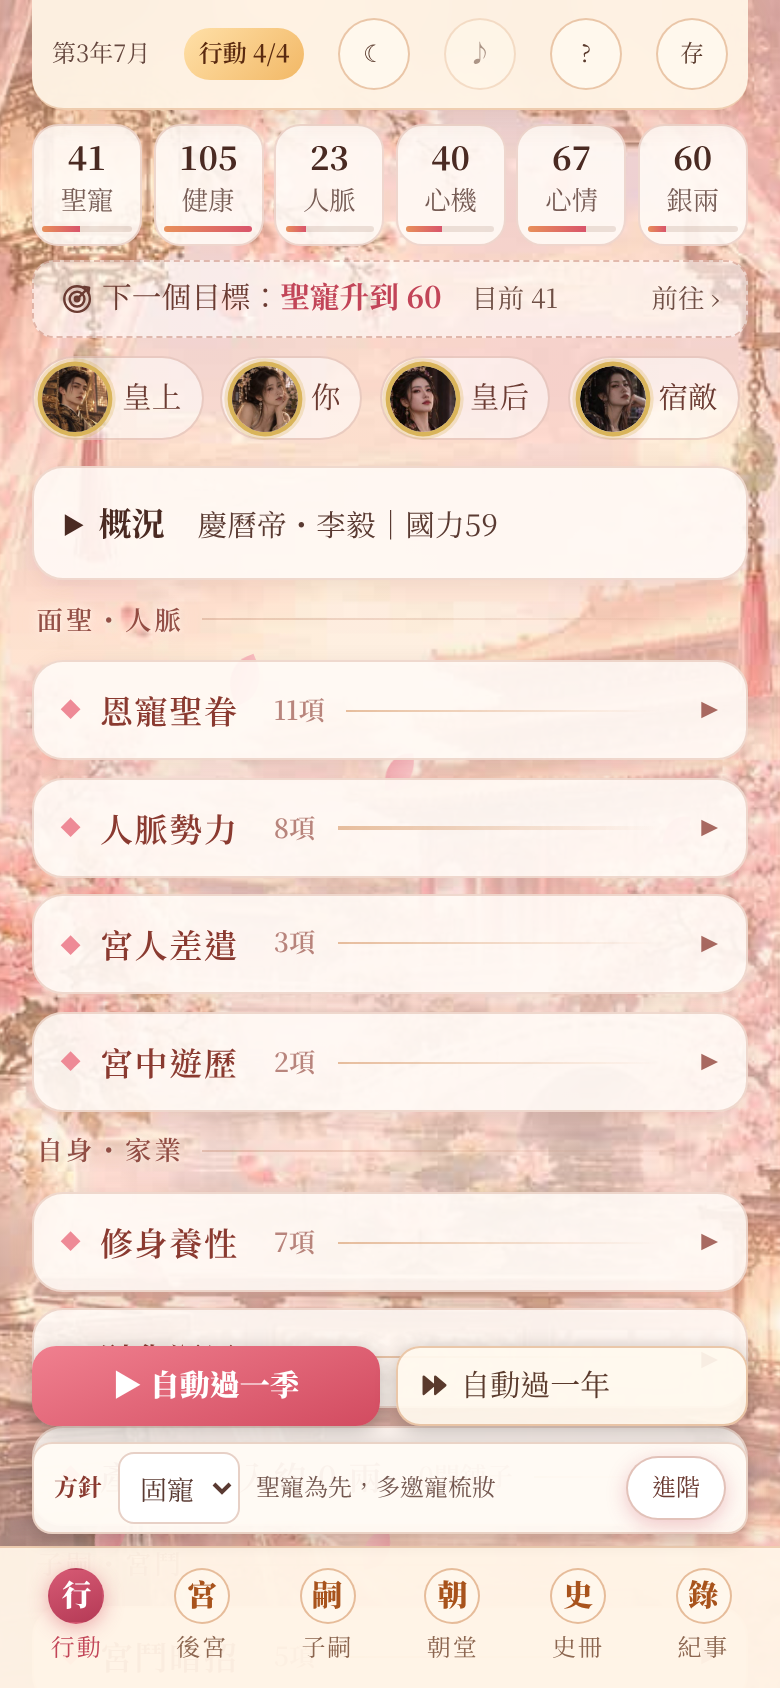 第3年7月 行動 4/4 ☾ ♪ ? 存
41 105 23 40 67 60
聖寵 健康 人脈 心機 心情 銀兩
下一個目標：聖寵升到 60 目前 41 前往 ›
皇上 你 皇后 宿敵
▶ 概況 慶曆帝・李毅｜國力59
面聖・人脈
◆ 恩寵聖眷 11項 ▶
◆ 人脈勢力 8項 ▶
◆ 宮人差遣 3項 ▶
◆ 宮中遊歷 2項 ▶
自身・家業
◆ 修身養性 7項 ▶
▶ 自動過一季 自動過一年
方針 固寵 聖寵為先，多邀寵梳妝 進階
行 宮 嗣 朝 史 錄
行動 後宮 子嗣 朝堂 史冊 紀事